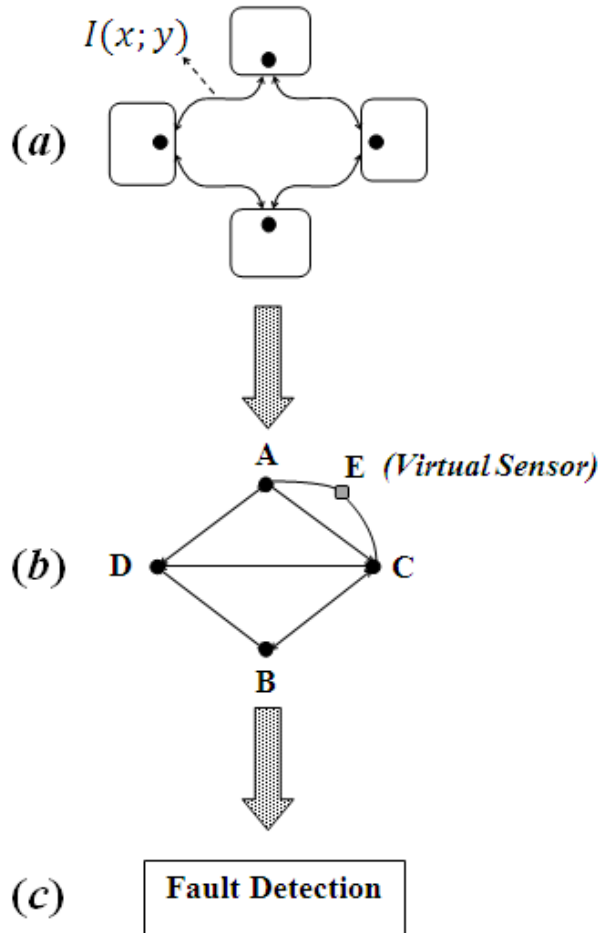 I(x; y)
(a)
A
E (Virtual Sensor)
(b) D C
B
(c) Fault Detection